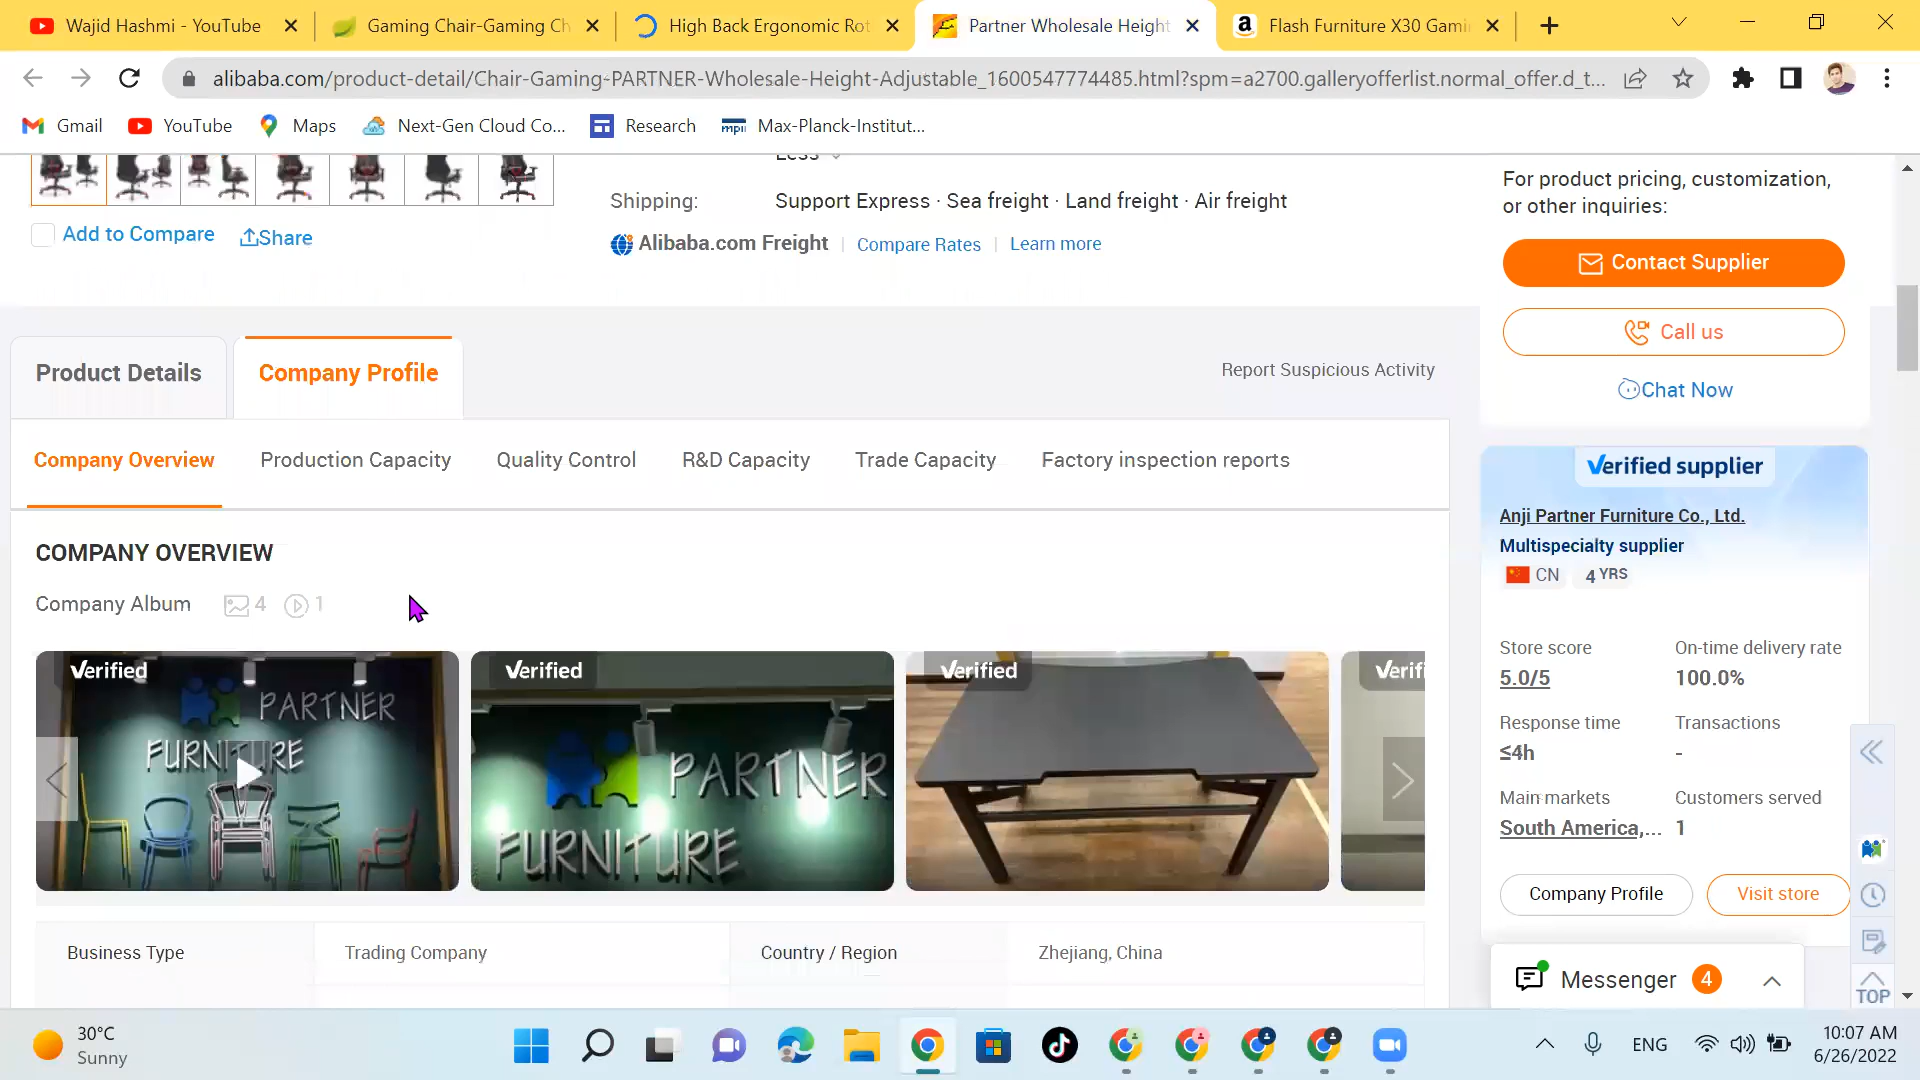 Wajid Hashmi - YouTube
Gaming Chair-Gaming Ch
High Back Ergonomic Rot
Partner Wholesale Height
Flash Furniture X30 Gami
alibaba.com/product-detail/Chair-Gaming-PARTNER-Wholesale-Height-Adjustable_1600547774485.html?spm=a2700.galleryofferlist.normal_offer.d_t...
Gmail
YouTube
Maps
Next-Gen Cloud Co...
Research
Max-Planck-Institut...
Less
Shipping:
Support Express · Sea freight · Land freight · Air freight
Alibaba.com Freight
Compare Rates
Learn more
Add to Compare
Share
For product pricing, customization,
or other inquiries:
Contact Supplier
Call us
Chat Now
Product Details
Company Profile
Report Suspicious Activity
Company Overview
Production Capacity
Quality Control
R&D Capacity
Trade Capacity
Factory inspection reports
COMPANY OVERVIEW
Company Album
4
1
Verified
PARTNER
FURNITURE
Verified
PARTNER
FURNITURE
Verified
Verifi
Business Type
Trading Company
Country / Region
Zhejiang, China
Verified supplier
Anji Partner Furniture Co., Ltd.
Multispecialty supplier
CN
4 YRS
Store score
On-time delivery rate
5.0/5
100.0%
Response time
Transactions
≤4h
-
Main markets
Customers served
South America,...
1
Company Profile
Visit store
Messenger
4
TOP
30°C
Sunny
ENG
10:07 AM
6/26/2022